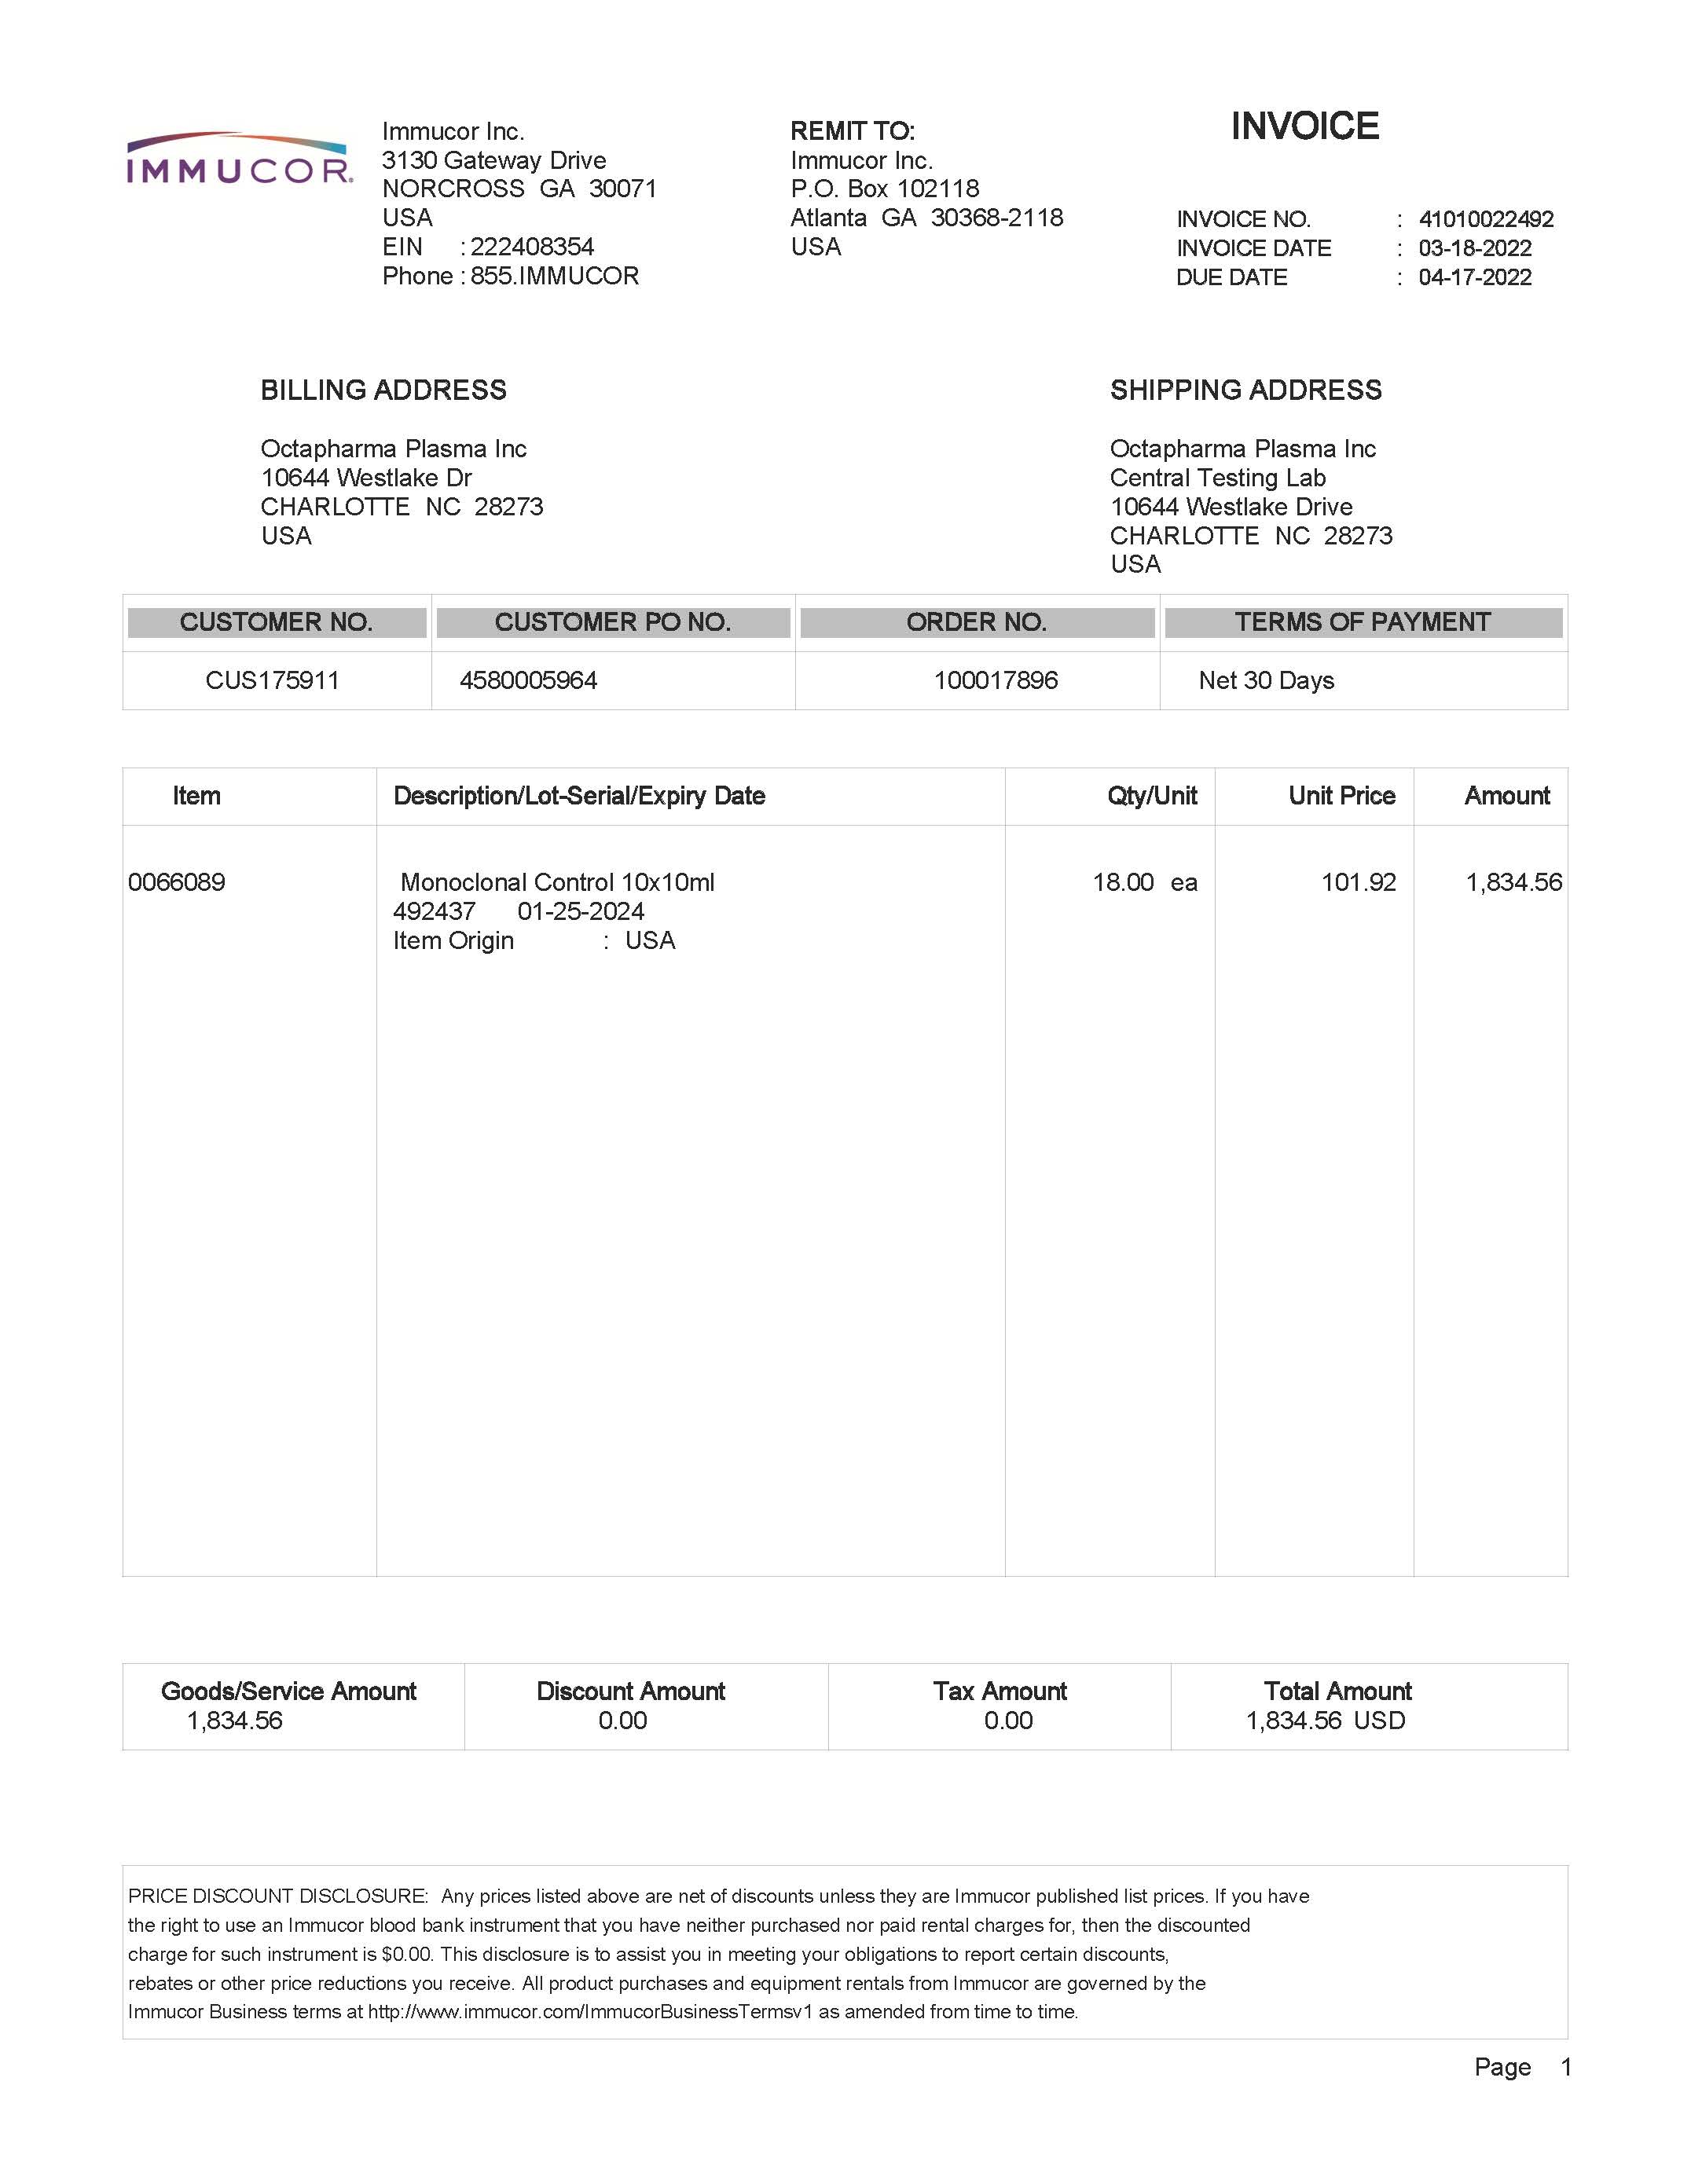 IMMUCOR
Immucor Inc.
3130 Gateway Drive
NORCROSS GA 30071
USA
EIN : 222408354
Phone : 855.IMMUCOR
REMIT TO:
Immucor Inc.
P.O. Box 102118
Atlanta GA 30368-2118
USA
INVOICE
INVOICE NO. : 41010022492
INVOICE DATE : 03-18-2022
DUE DATE : 04-17-2022
BILLING ADDRESS
Octapharma Plasma Inc
10644 Westlake Dr
CHARLOTTE NC 28273
USA
SHIPPING ADDRESS
Octapharma Plasma Inc
Central Testing Lab
10644 Westlake Drive
CHARLOTTE NC 28273
USA
CUSTOMER NO. CUSTOMER PO NO. ORDER NO. TERMS OF PAYMENT
CUS175911 4580005964 100017896 Net 30 Days
Item Description/Lot-Serial/Expiry Date Qty/Unit Unit Price Amount
0066089 Monoclonal Control 10x10ml 18.00 ea 101.92 1,834.56
492437 01-25-2024
Item Origin : USA
Goods/Service Amount Discount Amount Tax Amount Total Amount
1,834.56 0.00 0.00 1,834.56 USD
PRICE DISCOUNT DISCLOSURE: Any prices listed above are net of discounts unless they are Immucor published list prices. If you have
the right to use an Immucor blood bank instrument that you have neither purchased nor paid rental charges for, then the discounted
charge for such instrument is $0.00. This disclosure is to assist you in meeting your obligations to report certain discounts,
rebates or other price reductions you receive. All product purchases and equipment rentals from Immucor are governed by the
Immucor Business terms at http://www.immucor.com/ImmucorBusinessTermsv1 as amended from time to time.
Page 1